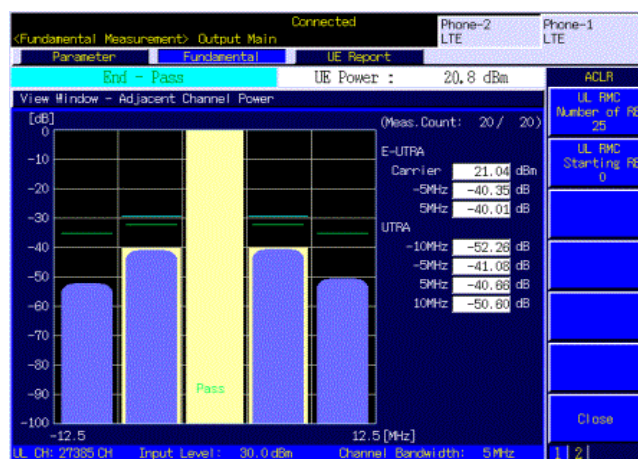 Connected
<Fundamental Measurement> Output Main
Phone-2
LTE
Phone-1
LTE
Parameter
Fundamental
UE Report
End - Pass
UE Power : 20.8 dBm
ACLR
View Window - Adjacent Channel Power
UL RMC
Number of RB
25
UL RMC
Starting RB
0
[dB]
(Meas.Count: 20/ 20)
0
-10
-20
-30
-40
-50
-60
-70
-80
-90
-100
E-UTRA
Carrier 21.04 dBm
-5MHz -40.35 dB
5MHz -40.01 dB
UTRA
-10MHz -52.26 dB
-5MHz -41.08 dB
5MHz -40.66 dB
10MHz -50.60 dB
Pass
-12.5
12.5 [MHz]
Close
UL CH: 27385 CH Input Level: 30.0 dBm Channel Bandwidth: 5 MHz
1 2